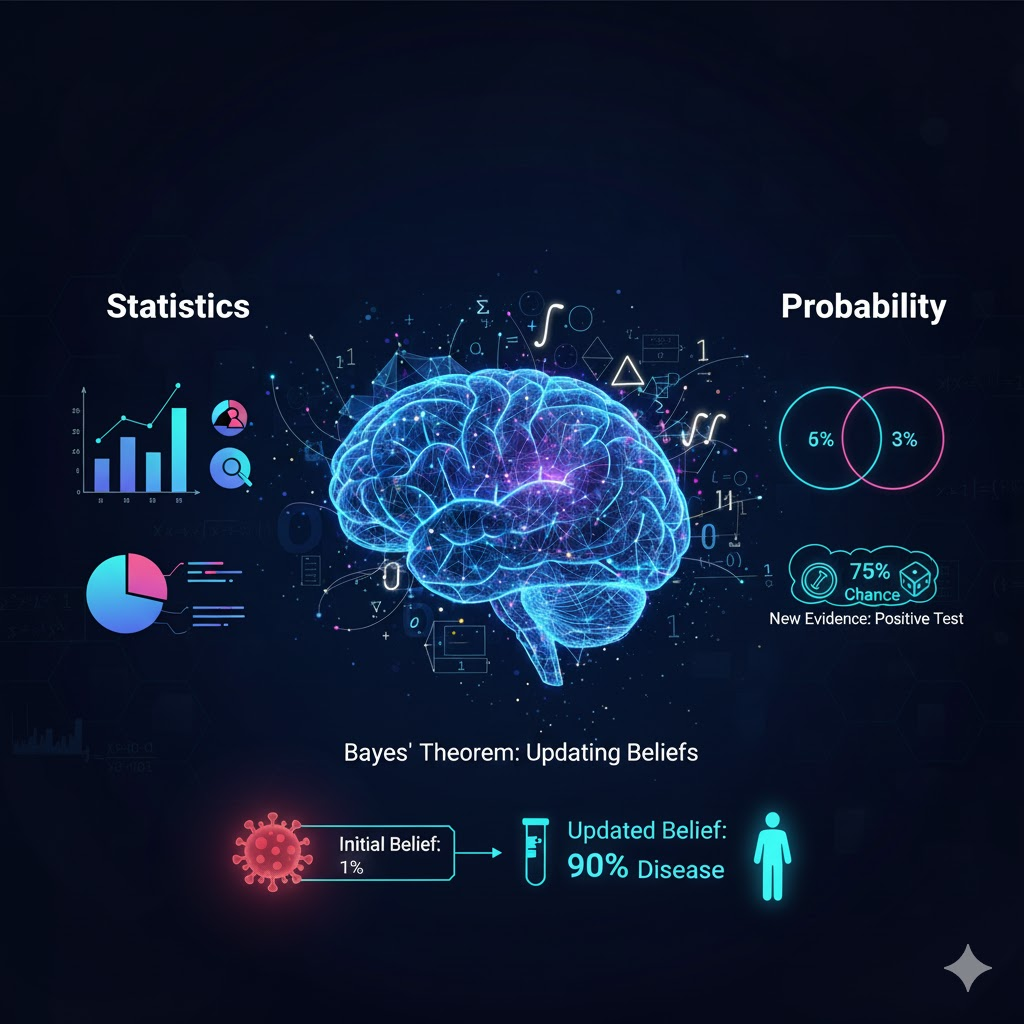 Statistics
Probability
6%
3%
75%
Chance
New Evidence: Positive Test
Bayes' Theorem: Updating Beliefs
Initial Belief:
1%
Updated Belief:
90% Disease